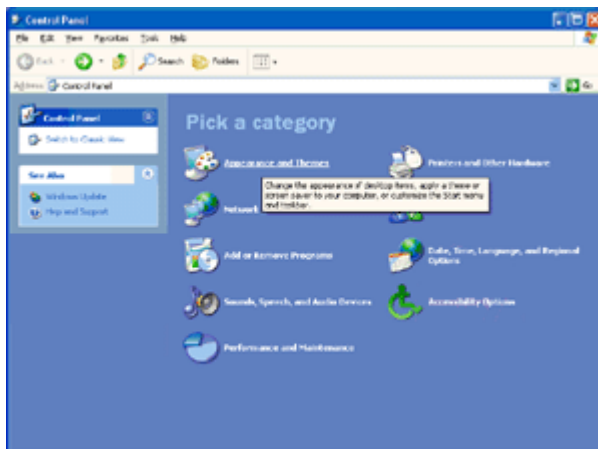 Control Panel
File Edit View Favorites Tools Help
Back Search Folders
Address Control Panel Go
Control Panel
Switch to Classic View
See Also
Windows Update
Help and Support
Pick a category
Appearance and Themes
Printers and Other Hardware
Change the appearance of desktop items, apply a theme or
screen saver to your computer, or customize the Start menu
and taskbar.
Network
Add or Remove Programs
Date, Time, Language, and Regional
Options
Sounds, Speech, and Audio Devices
Accessibility Options
Performance and Maintenance